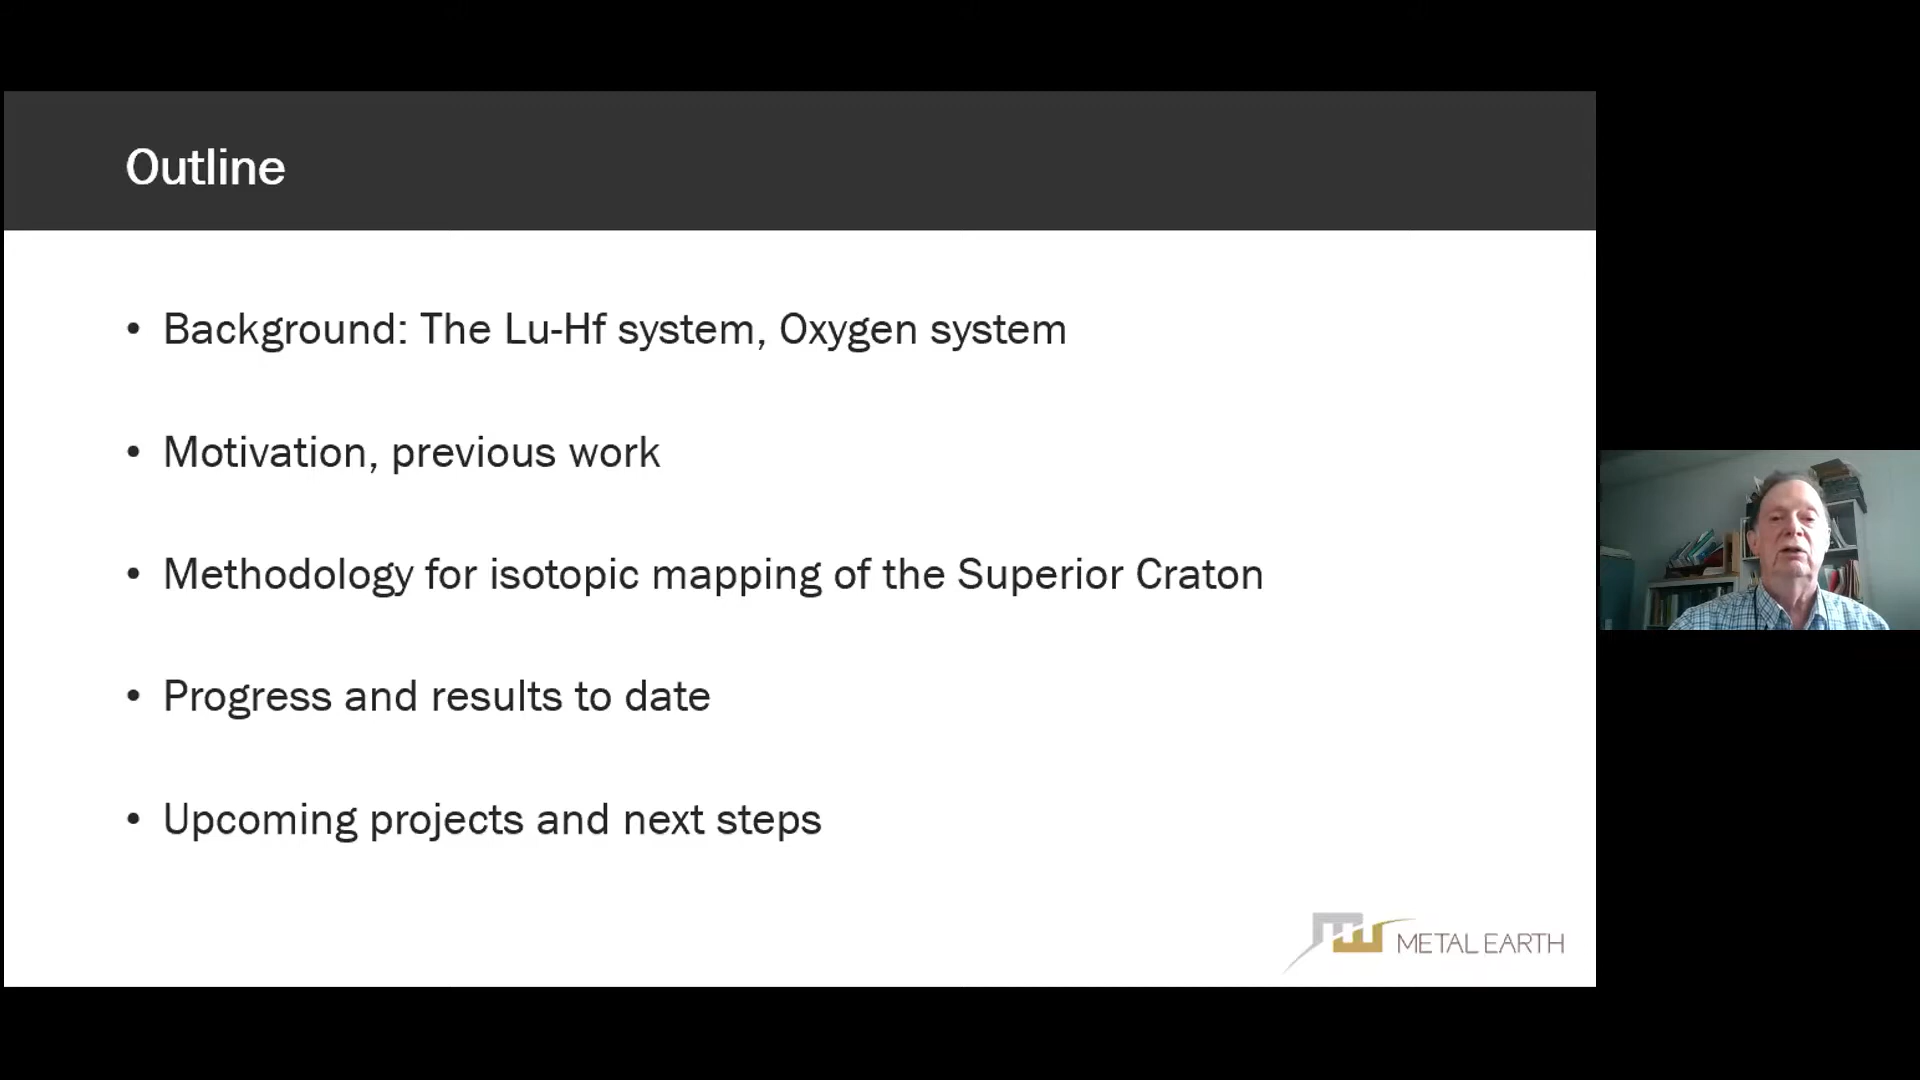 Outline
• Background: The Lu-Hf system, Oxygen system
• Motivation, previous work
• Methodology for isotopic mapping of the Superior Craton
• Progress and results to date
• Upcoming projects and next steps
METAL EARTH